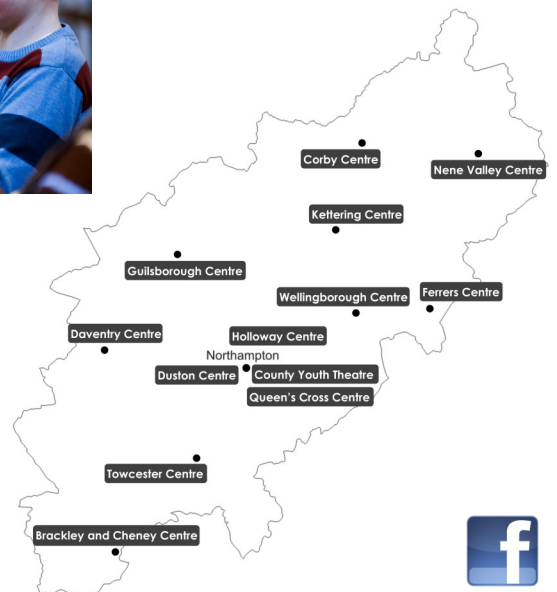 Corby Centre
Nene Valley Centre
Kettering Centre
Guilsborough Centre
Wellingborough Centre
Ferrers Centre
Daventry Centre
Holloway Centre
Northampton
Duston Centre
County Youth Theatre
Queen's Cross Centre
Towcester Centre
Brackley and Cheney Centre
f